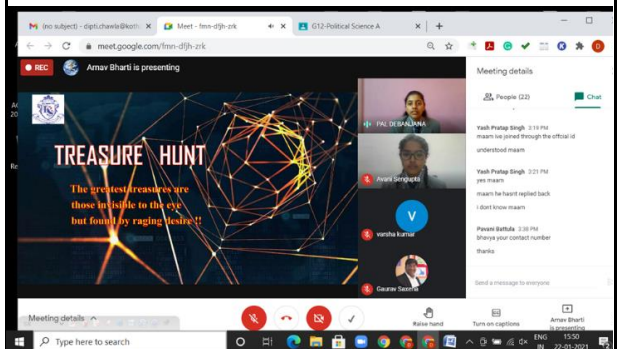 (no subject) - dipti.chawla@koth
Meet - fmn-dfjh-zrk
G12-Political Science A
meet.google.com/fmn-dfjh-zrk
REC
Arnav Bharti is presenting
TREASURE HUNT
The greatest treasures are
those invisible to the eye
but found by raging desire !!
PAL DEBANJANA
Avani Sengupta
V
varsha kumar
Gaurav Saxena
Meeting details
People (22)
Chat
Yash Pratap Singh 3:19 PM
maam ive joined through the offcial id
understood maam
Yash Pratap Singh 3:21 PM
yes maam
maam he hasnt replied back
I dont know maam
Pavani Battula 3:38 PM
bhavya your contact number
thanks
Send a message to everyone
Meeting details
Raise hand
Turn on captions
Arnav Bharti
is presenting
Type here to search
ENG
IN
15:50
22-01-2021